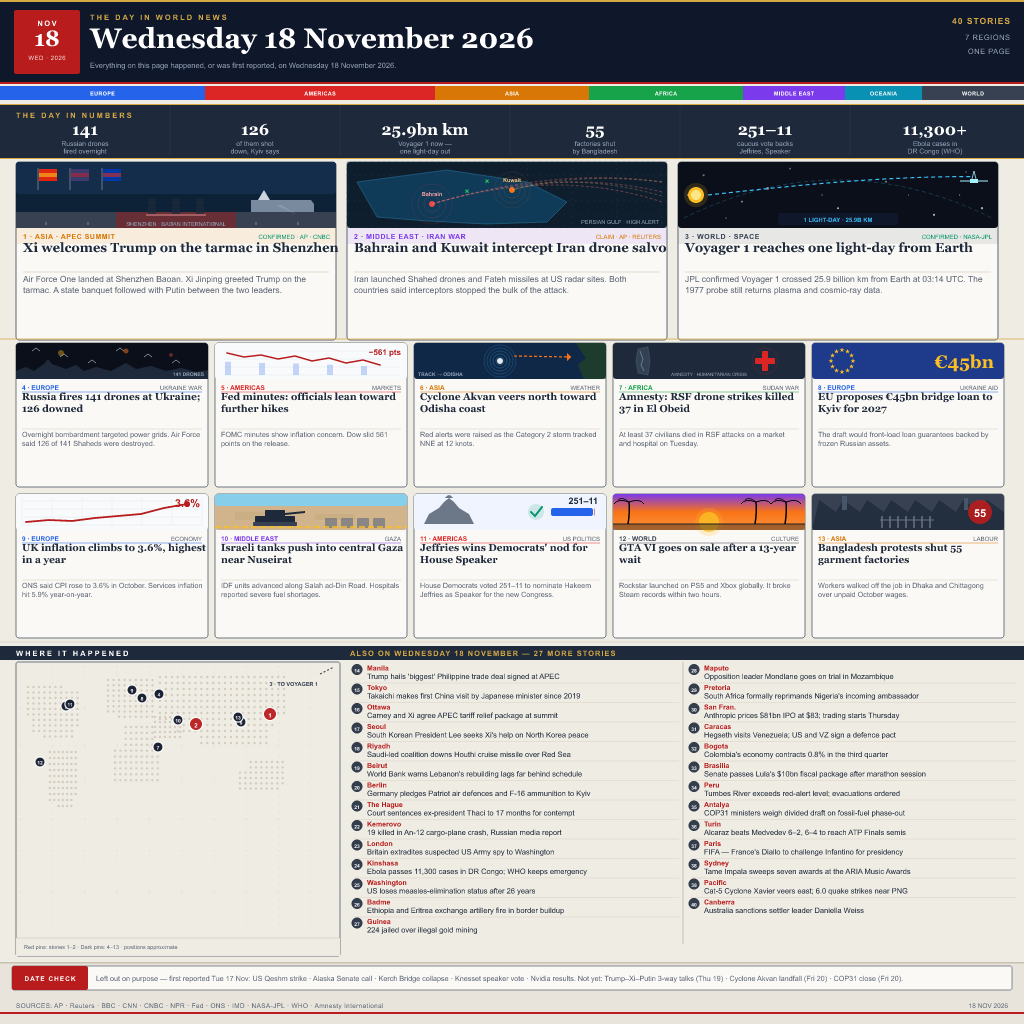 NOV
18
WED · 2026
THE DAY IN WORLD NEWS
Wednesday 18 November 2026
Everything on this page happened, or was first reported, on Wednesday 18 November 2026.
40 STORIES
7 REGIONS
ONE PAGE
EUROPE
AMERICAS
ASIA
AFRICA
MIDDLE EAST
OCEANIA
WORLD
THE DAY IN NUMBERS
141
Russian drones
fired overnight
126
of them shot
down, Kyiv says
25.9bn km
Voyager 1 now —
one light-day out
55
factories shut
by Bangladesh
251–11
caucus vote backs
Jeffries, Speaker
11,300+
Ebola cases in
DR Congo (WHO)
SHENZHEN · BAOAN INTERNATIONAL
1 · ASIA · APEC SUMMIT
CONFIRMED · AP · CNBC
Xi welcomes Trump on the tarmac in Shenzhen
Air Force One landed at Shenzhen Baoan. Xi Jinping greeted Trump on the
tarmac. A state banquet followed with Putin between the two leaders.
Bahrain
Kuwait
PERSIAN GULF · HIGH ALERT
2 · MIDDLE EAST · IRAN WAR
CLAIM · AP · REUTERS
Bahrain and Kuwait intercept Iran drone salvo
Iran launched Shahed drones and Fateh missiles at US radar sites. Both
countries said interceptors stopped the bulk of the attack.
1 LIGHT-DAY · 25.9B KM
3 · WORLD · SPACE
CONFIRMED · NASA-JPL
Voyager 1 reaches one light-day from Earth
JPL confirmed Voyager 1 crossed 25.9 billion km from Earth at 03:14 UTC. The
1977 probe still returns plasma and cosmic-ray data.
141 DRONES
4 · EUROPE
UKRAINE WAR
Russia fires 141 drones at Ukraine;
126 downed
Overnight bombardment targeted power grids. Air Force
said 126 of 141 Shaheds were downed.
−561 pts
5 · AMERICAS
MARKETS
Fed minutes: officials lean toward
further hikes
FOMC minutes show inflation concern. Dow slid 561
points on the release.
TRACK → ODISHA
6 · ASIA
WEATHER
Cyclone Akvan veers north toward
Odisha coast
Red alerts were raised as the Category 2 storm tracked
NNE at 12 knots.
AMNESTY · HUMANITARIAN CRISIS
7 · AFRICA
SUDAN WAR
Amnesty: RSF drone strikes killed
37 in El Obeid
At least 37 civilians died in RSF attacks on a market
and hospital on Tuesday.
€45bn
8 · EUROPE
UKRAINE AID
EU proposes €45bn bridge loan to
Kyiv for 2027
The draft would front-load loan guarantees backed by
frozen Russian assets.
3.6%
9 · EUROPE
ECONOMY
UK inflation climbs to 3.6%, highest
in a year
ONS said CPI rose to 3.6% in October. Services inflation
hit 5.9% year-on-year.
10 · MIDDLE EAST
GAZA
Israeli tanks push into central Gaza
near Nuseirat
IDF units advanced along Salah ad-Din Road. Hospitals
reported severe fuel shortages.
251–11
11 · AMERICAS
US POLITICS
Jeffries wins Democrats' nod for
House Speaker
House Democrats voted 251–11 to nominate Hakeem
Jeffries as Speaker for the new Congress.
12 · WORLD
CULTURE
GTA VI goes on sale after a 13-year
wait
Rockstar launched on PS5 and Xbox globally. It broke
Steam records within two hours.
55
13 · ASIA
LABOUR
Bangladesh protests shut 55
garment factories
Workers walked off the job in Dhaka and Chittagong
over unpaid October wages.
WHERE IT HAPPENED
3 · TO VOYAGER 1
9
8
4
11
10
2
13
1
7
12
Red pins: stories 1–2 · Dark pins: 4–13 · positions approximate
ALSO ON WEDNESDAY 18 NOVEMBER — 27 MORE STORIES
14 Manila
Trump hails 'biggest' Philippine trade deal signed at APEC
15 Tokyo
Takaichi makes first China visit by Japanese minister since 2019
16 Ottawa
Carney and Xi agree APEC tariff relief package at summit
17 Seoul
South Korean President Lee seeks Xi's help on North Korea peace
18 Riyadh
Saudi-led coalition downs Houthi cruise missile over Red Sea
19 Beirut
World Bank warns Lebanon's rebuilding lags far behind schedule
20 Berlin
Germany pledges Patriot air defences and F-16 ammunition to Kyiv
21 The Hague
Court sentences ex-president Thaci to 17 months for contempt
22 Kemerovo
19 killed in An-12 cargo-plane crash, Russian media report
23 London
Britain extradites suspected US Army spy to Washington
24 Kinshasa
Ebola passes 11,300 cases in DR Congo; WHO keeps emergency
25 Washington
US loses measles-elimination status after 26 years
26 Badme
Ethiopia and Eritrea exchange artillery fire in border buildup
27 Guinea
224 jailed over illegal gold mining
28 Maputo
Opposition leader Mondlane goes on trial in Mozambique
29 Pretoria
South Africa formally reprimands Nigeria's incoming ambassador
30 San Fran.
Anthropic prices $81bn IPO at $83; trading starts Thursday
31 Caracas
Hegseth visits Venezuela; US and VZ sign a defence pact
32 Bogota
Colombia's economy contracts 0.8% in the third quarter
33 Brasilia
Senate passes Lula's $10bn fiscal package after marathon session
34 Peru
Tumbes River exceeds red-alert level; evacuations ordered
35 Antalya
COP31 ministers weigh divided draft on fossil-fuel phase-out
36 Turin
Alcaraz beats Medvedev 6–2, 6–4 to reach ATP Finals semis
37 Paris
FIFA — France's Diallo to challenge Infantino for presidency
38 Sydney
Tame Impala sweeps seven awards at the ARIA Music Awards
39 Pacific
Cat-5 Cyclone Xavier veers east; 6.0 quake strikes near PNG
40 Canberra
Australia sanctions settler leader Daniella Weiss
DATE CHECK
Left out on purpose — first reported Tue 17 Nov: US Qeshm strike · Alaska Senate call · Kerch Bridge collapse · Knesset speaker vote · Nvidia results. Not yet: Trump–Xi–Putin 3-way talks (Thu 19) · Cyclone Akvan landfall (Fri 20) · COP31 close (Fri 20).
SOURCES: AP · Reuters · BBC · CNN · CNBC · NPR · Fed · ONS · IMD · NASA-JPL · WHO · Amnesty International
18 NOV 2026